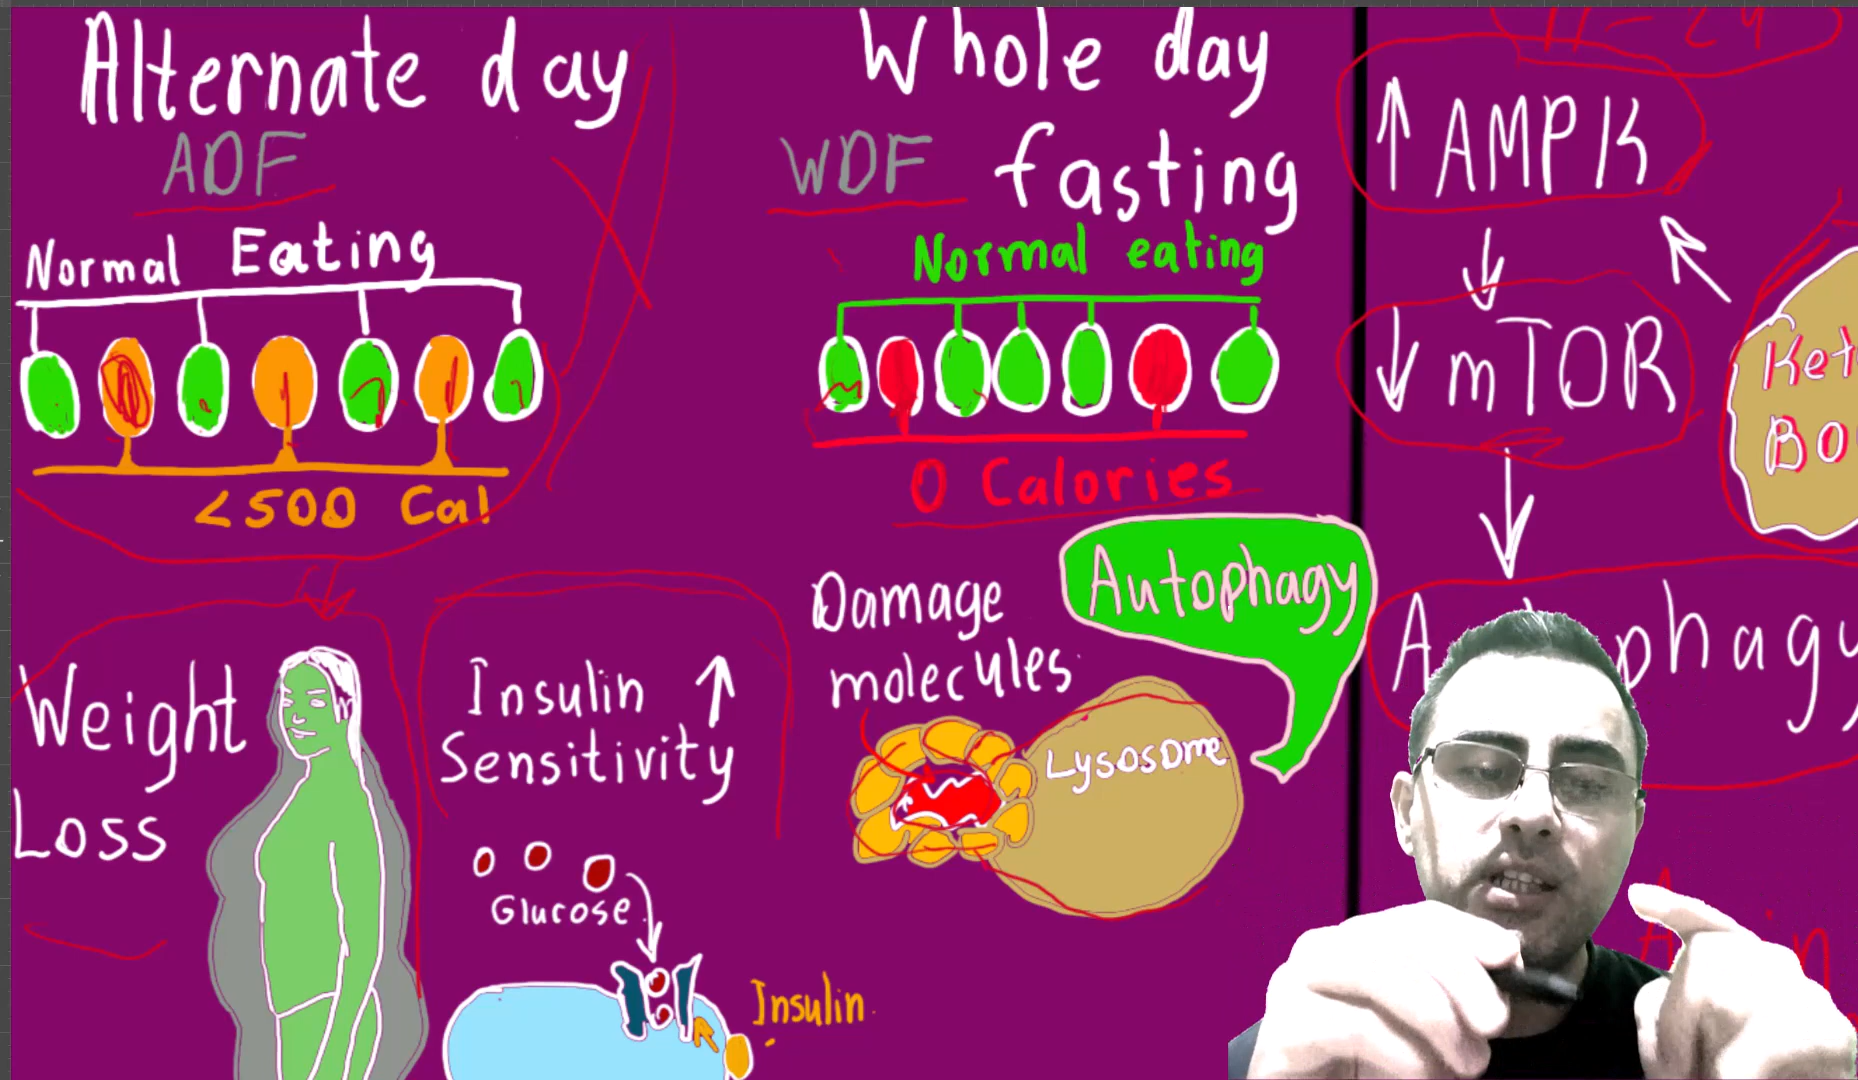 Alternate day
ADF
Normal Eating
<500 Cal
Weight
Loss
Insulin ↑
Sensitivity
Glucose
Insulin
Whole day
WDF fasting
Normal eating
0 Calories
Damage
molecules
Autophagy
Lysosome
↑ AMPK
↓ mTOR